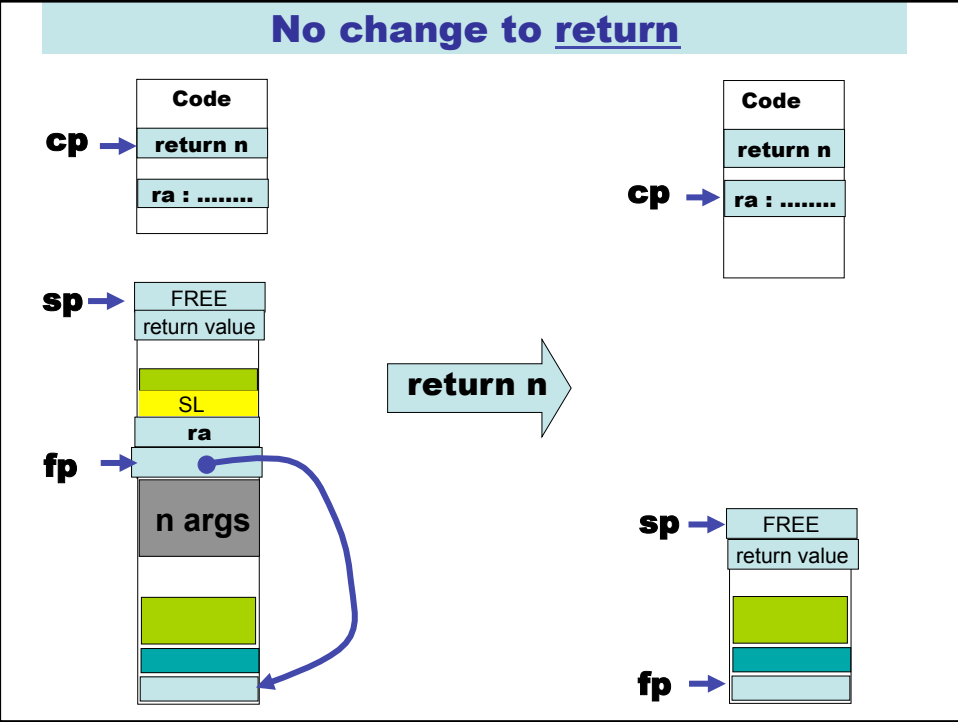 No change to return
Code
cp
return n
ra : ........
sp
FREE
return value
SL
ra
fp
n args
return n
Code
return n
cp
ra : ........
sp
FREE
return value
fp